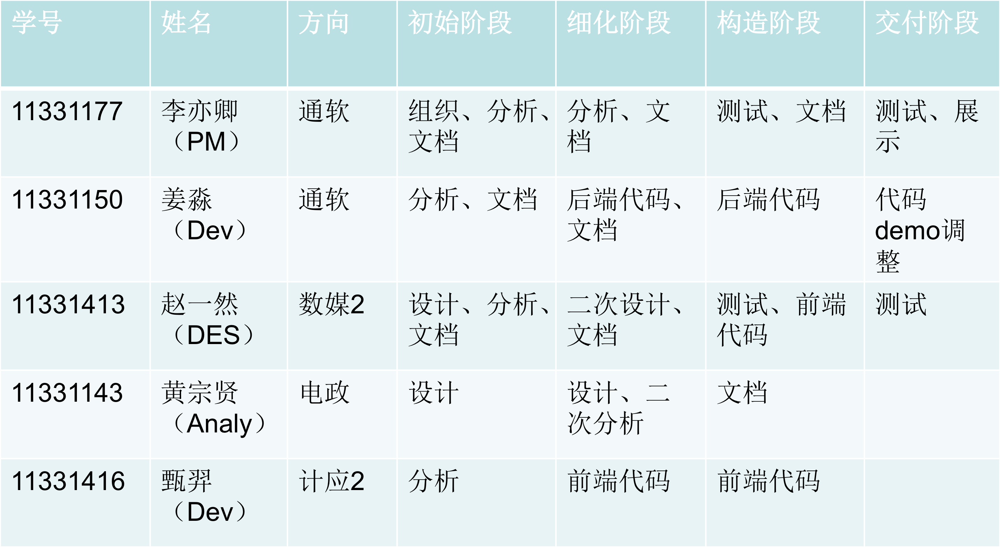 学号 姓名 方向 初始阶段 细化阶段 构造阶段 交付阶段
11331177 李亦卿 通软 组织、分析、 分析、文 测试、文档 测试、展
（PM） 文档 档 示
11331150 姜淼 通软 分析、文档 后端代码、 后端代码 代码
（Dev） 文档 demo调
整
11331413 赵一然 数媒2 设计、分析、 二次设计、 测试、前端 测试
（DES） 文档 文档 代码
11331143 黄宗贤 电政 设计 设计、二 文档
（Analy） 次分析
11331416 甄羿 计应2 分析 前端代码 前端代码
（Dev）